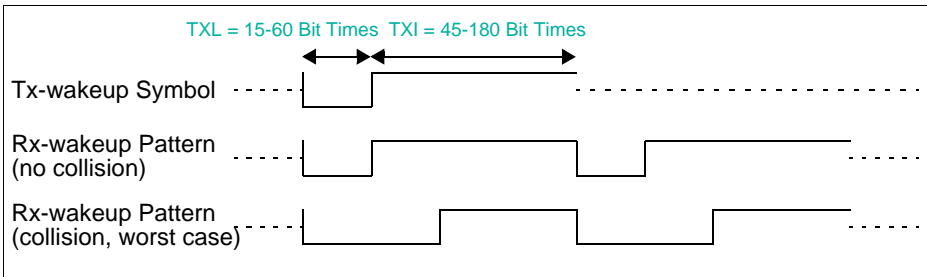 TXL = 15-60 Bit Times TXI = 45-180 Bit Times
Tx-wakeup Symbol
Rx-wakeup Pattern
(no collision)
Rx-wakeup Pattern
(collision, worst case)